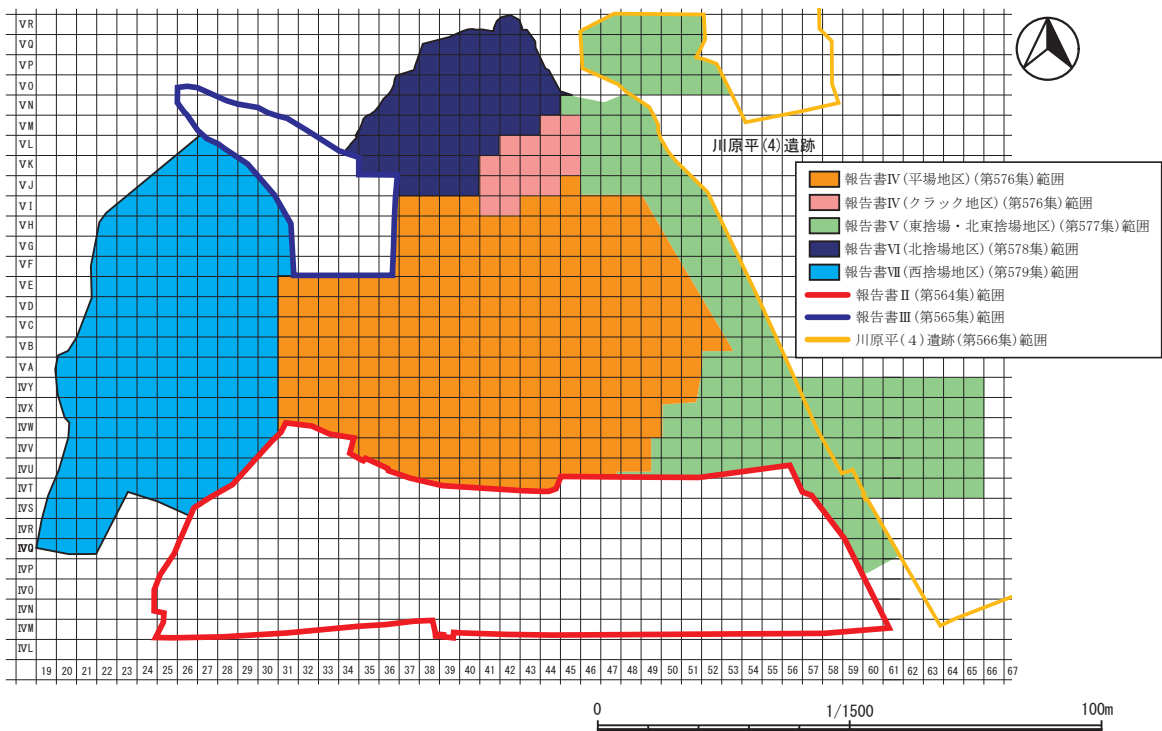 ⅤR
ⅤQ
ⅤP
ⅤO
ⅤN
ⅤM
ⅤL
ⅤK
ⅤJ
ⅤI
ⅤH
ⅤG
ⅤF
ⅤE
ⅤD
ⅤC
ⅤB
ⅤA
ⅣY
ⅣX
ⅣW
ⅣV
ⅣU
ⅣT
ⅣS
ⅣR
ⅣQ
ⅣP
ⅣO
ⅣN
ⅣM
ⅣL
川原平(4)遺跡
報告書Ⅳ(平場地区)(第576集)範囲
報告書Ⅳ(クラック地区)(第576集)範囲
報告書Ⅴ(東捨場・北東捨場地区)(第577集)範囲
報告書Ⅵ(北捨場地区)(第578集)範囲
報告書Ⅶ(西捨場地区)(第579集)範囲
報告書Ⅱ(第564集)範囲
報告書Ⅲ(第565集)範囲
川原平(4)遺跡(第566集)範囲
19 20 21 22 23 24 25 26 27 28 29 30 31 32 33 34 35 36 37 38 39 40 41 42 43 44 45 46 47 48 49 50 51 52 53 54 55 56 57 58 59 60 61 62 63 64 65 66 67
0 1/1500 100m